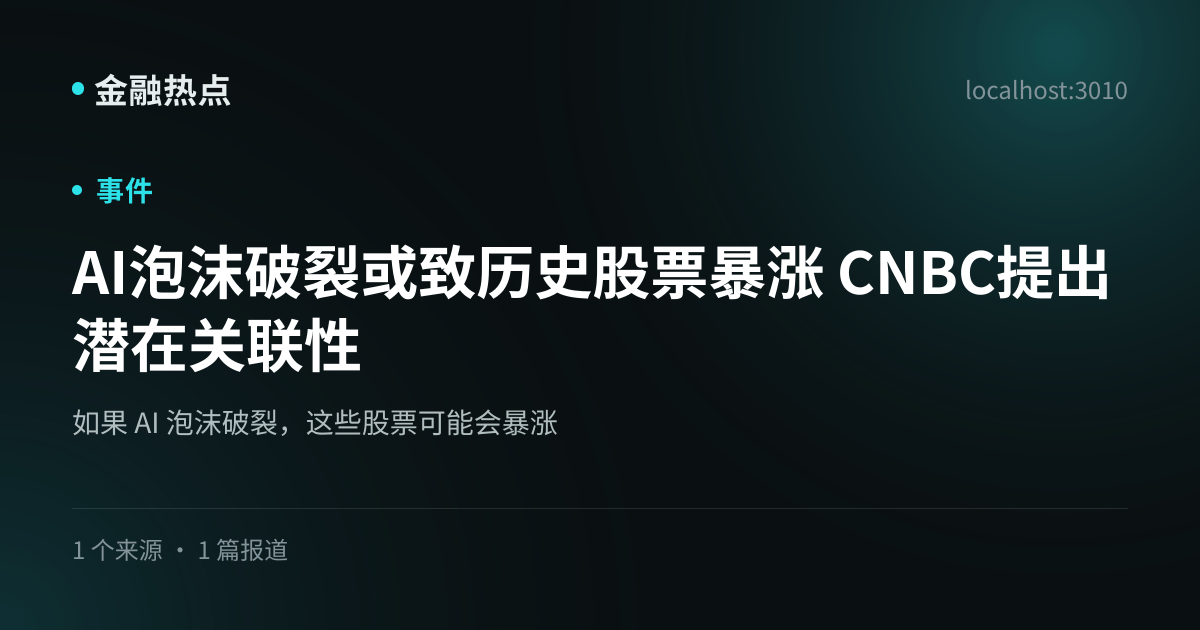 金融热点
localhost:3010
事件
AI泡沫破裂或致历史股票暴涨 CNBC提出
潜在关联性
如果 AI 泡沫破裂，这些股票可能会暴涨
1 个来源 • 1 篇报道